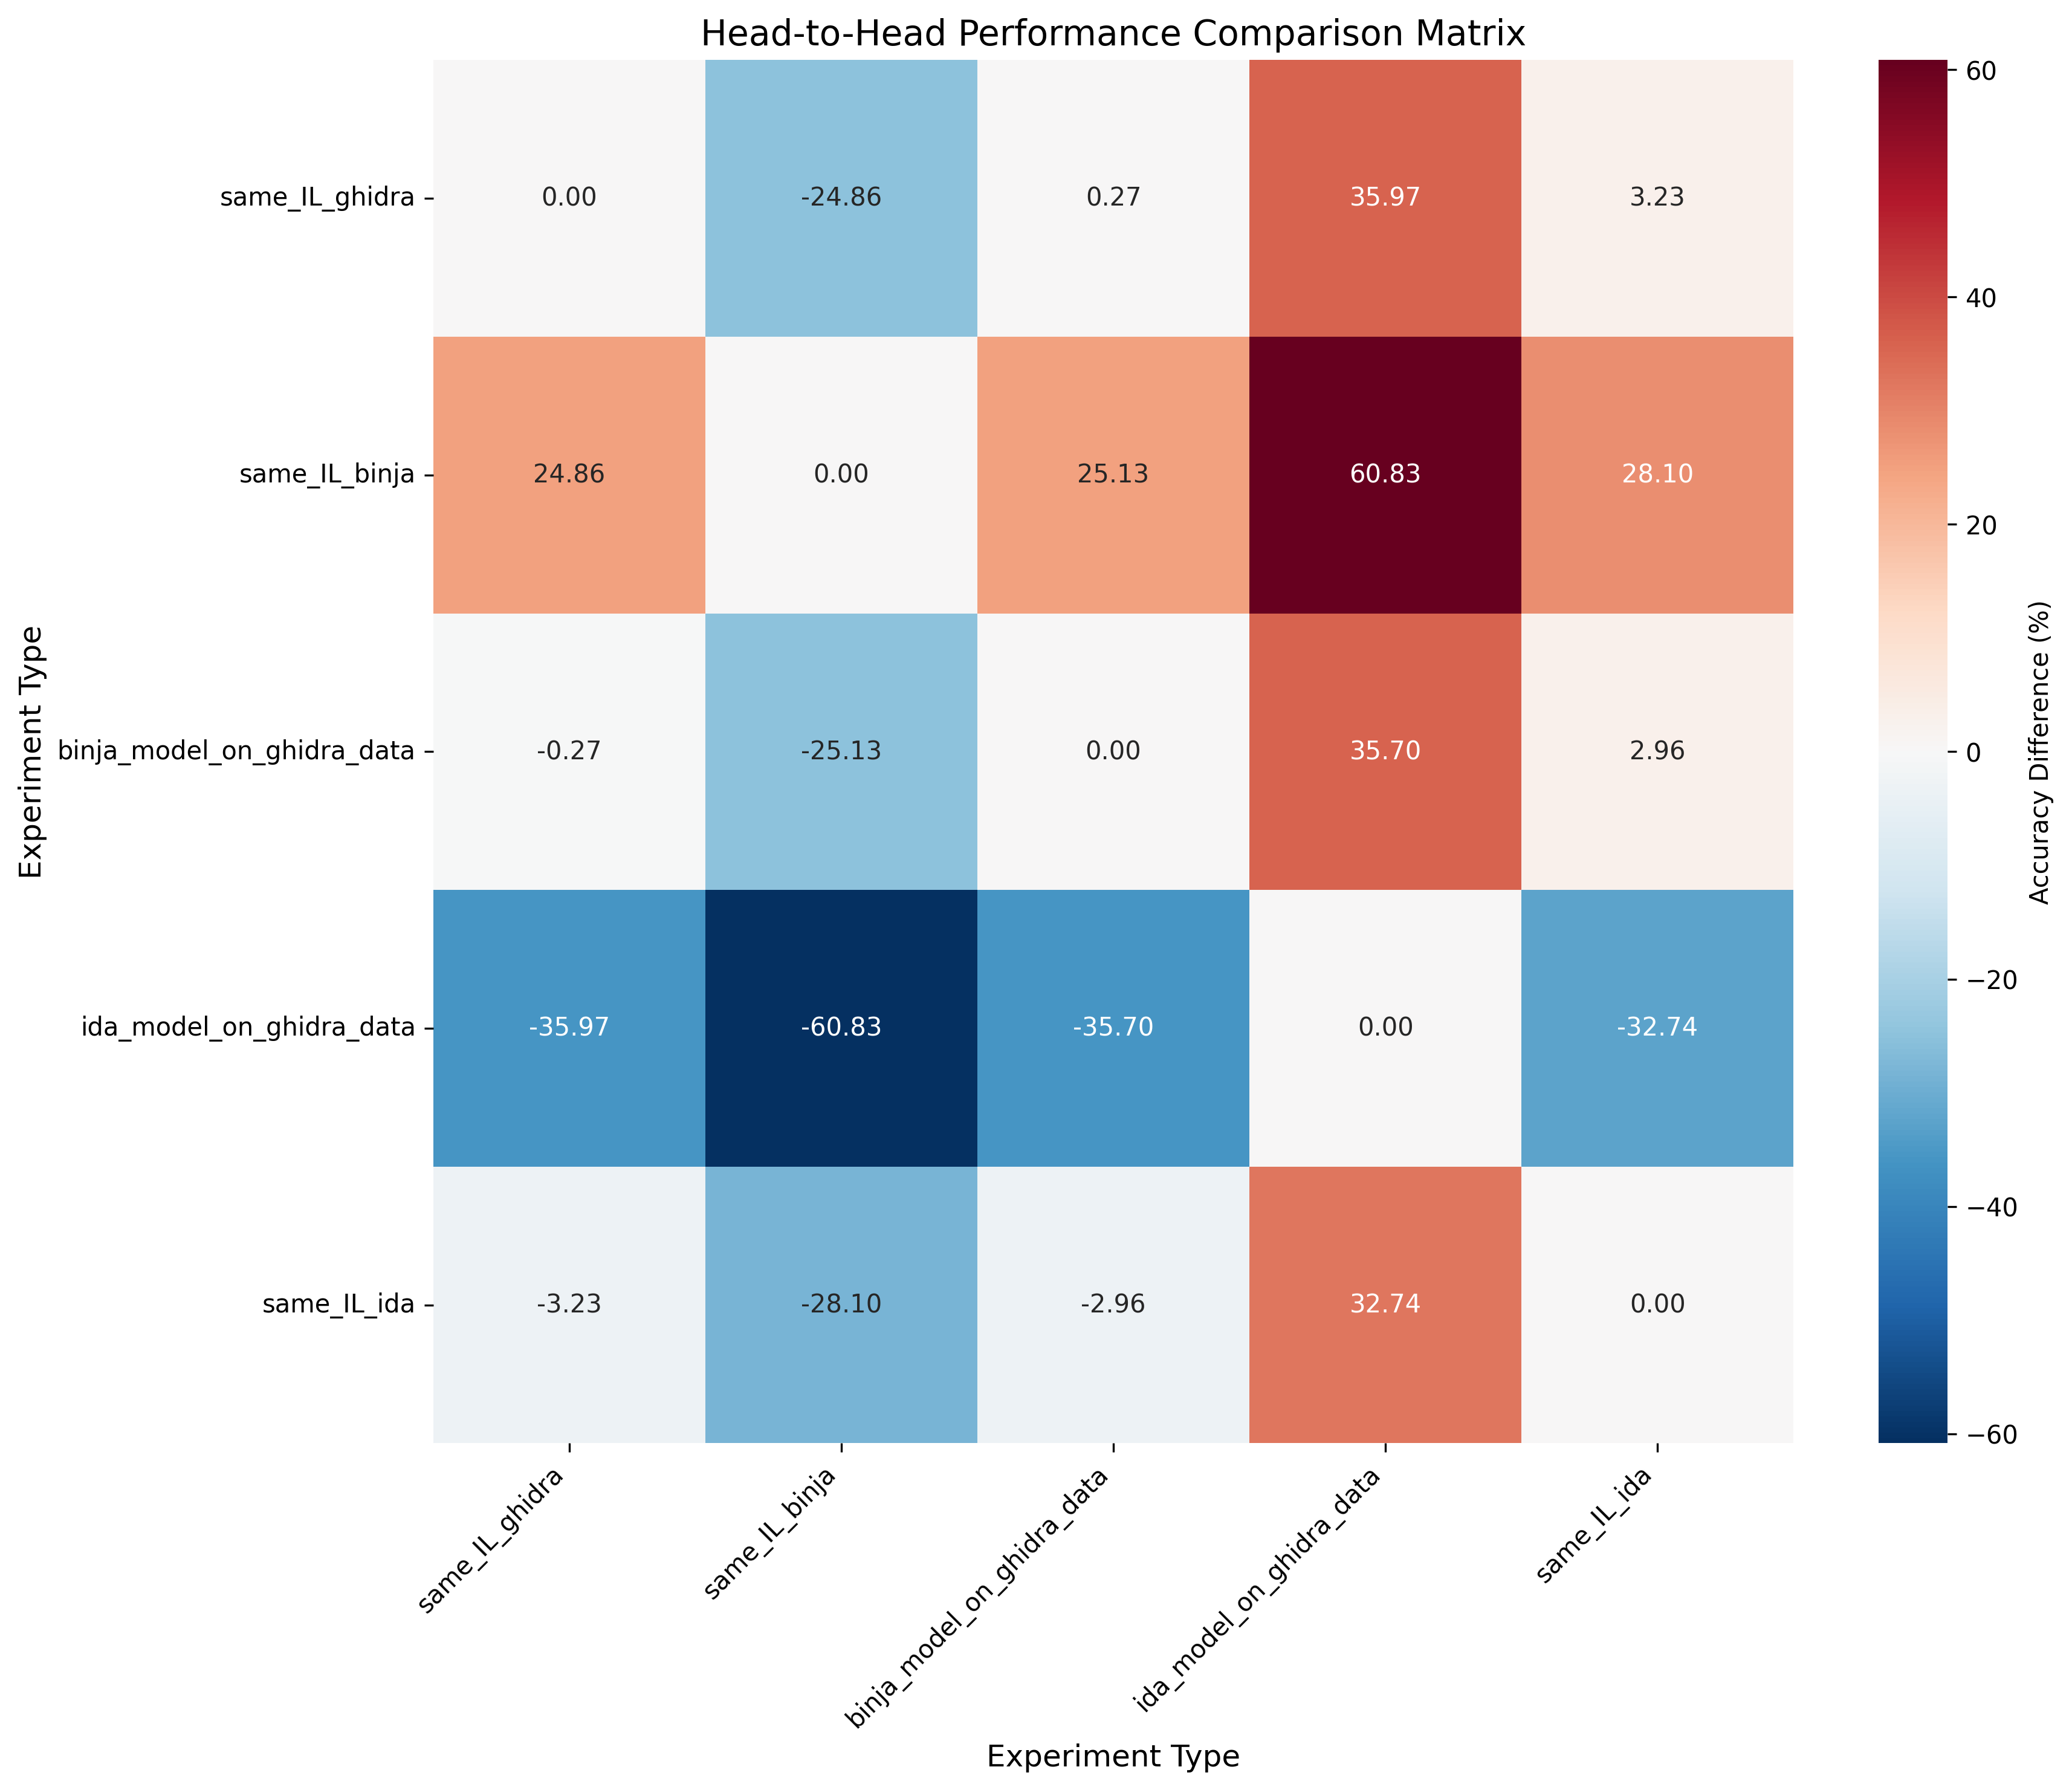 Head-to-Head Performance Comparison Matrix
Experiment Type
same_IL_ghidra 0.00 -24.86 0.27 35.97 3.23
same_IL_binja 24.86 0.00 25.13 60.83 28.10
binja_model_on_ghidra_data -0.27 -25.13 0.00 35.70 2.96
ida_model_on_ghidra_data -35.97 -60.83 -35.70 0.00 -32.74
same_IL_ida -3.23 -28.10 -2.96 32.74 0.00
same_IL_ghidra same_IL_binja binja_model_on_ghidra_data ida_model_on_ghidra_data same_IL_ida
Experiment Type
60
40
20
0
−20
−40
−60
Accuracy Difference (%)